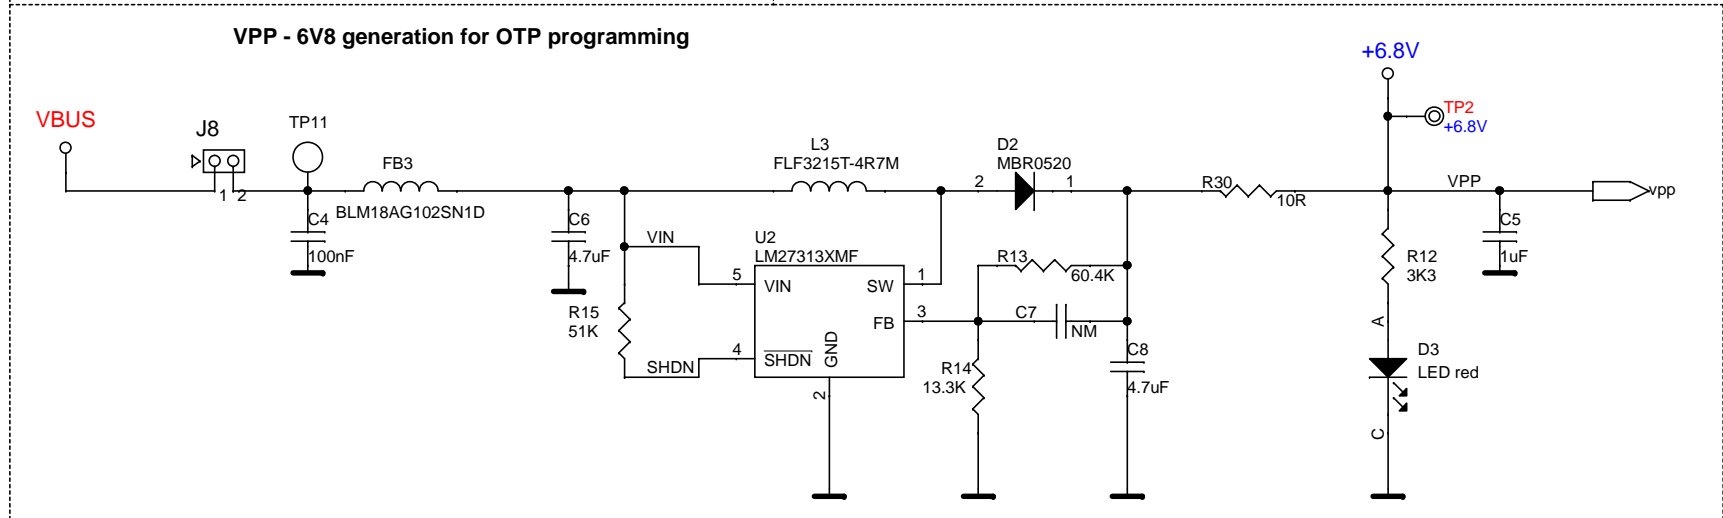 VPP - 6V8 generation for OTP programming
+6.8V
VBUS
J8
TP11
TP2
+6.8V
FB3
L3
FLF3215T-4R7M
D2
MBR0520
1 2
2
1
R30
10R
VPP
vpp
BLM18AG102SN1D
C4
100nF
C6
4.7uF
VIN
U2
LM27313XMF
R13
60.4K
C5
1uF
R12
3K3
5
VIN
SW
1
R15
51K
FB
3
C7
NM
A
SHDN
4
SHDN
GND
2
R14
13.3K
C8
4.7uF
D3
LED red
C